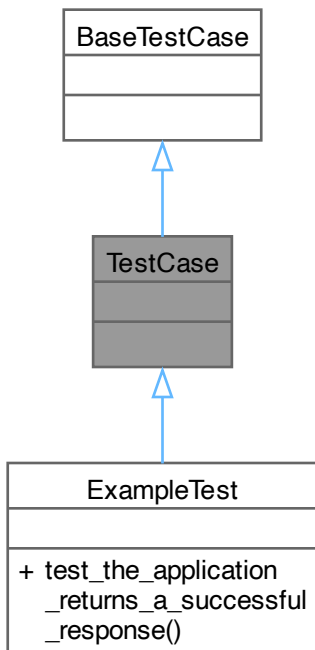 BaseTestCase
TestCase
ExampleTest
+ test_the_application
_returns_a_successful
_response()